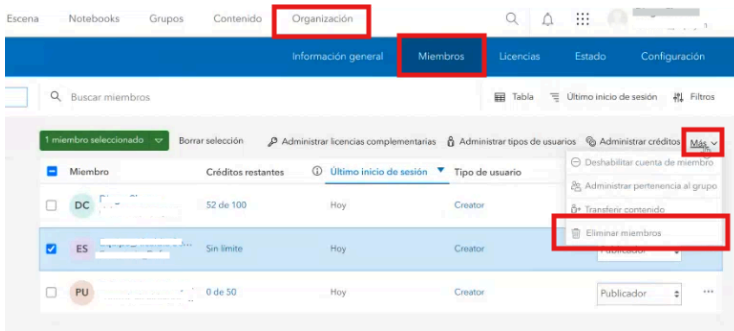 Escena Notebooks Grupos Contenido Organización
Información general Miembros Licencias Estado Configuración
Buscar miembros Tabla Último inicio de sesión Filtros
1 miembro seleccionado Borrar selección Administrar licencias complementarias Administrar tipos de usuarios Administrar créditos Más
Miembro Créditos restantes Último inicio de sesión Tipo de usuario
Deshabilitar cuenta de miembro
Administrar pertenencia al grupo
Transferir contenido
Eliminar miembros
DC 52 de 100 Hoy Creator
ES Sin límite Hoy Creator Publicador
PU 0 de 50 Hoy Creator Publicador